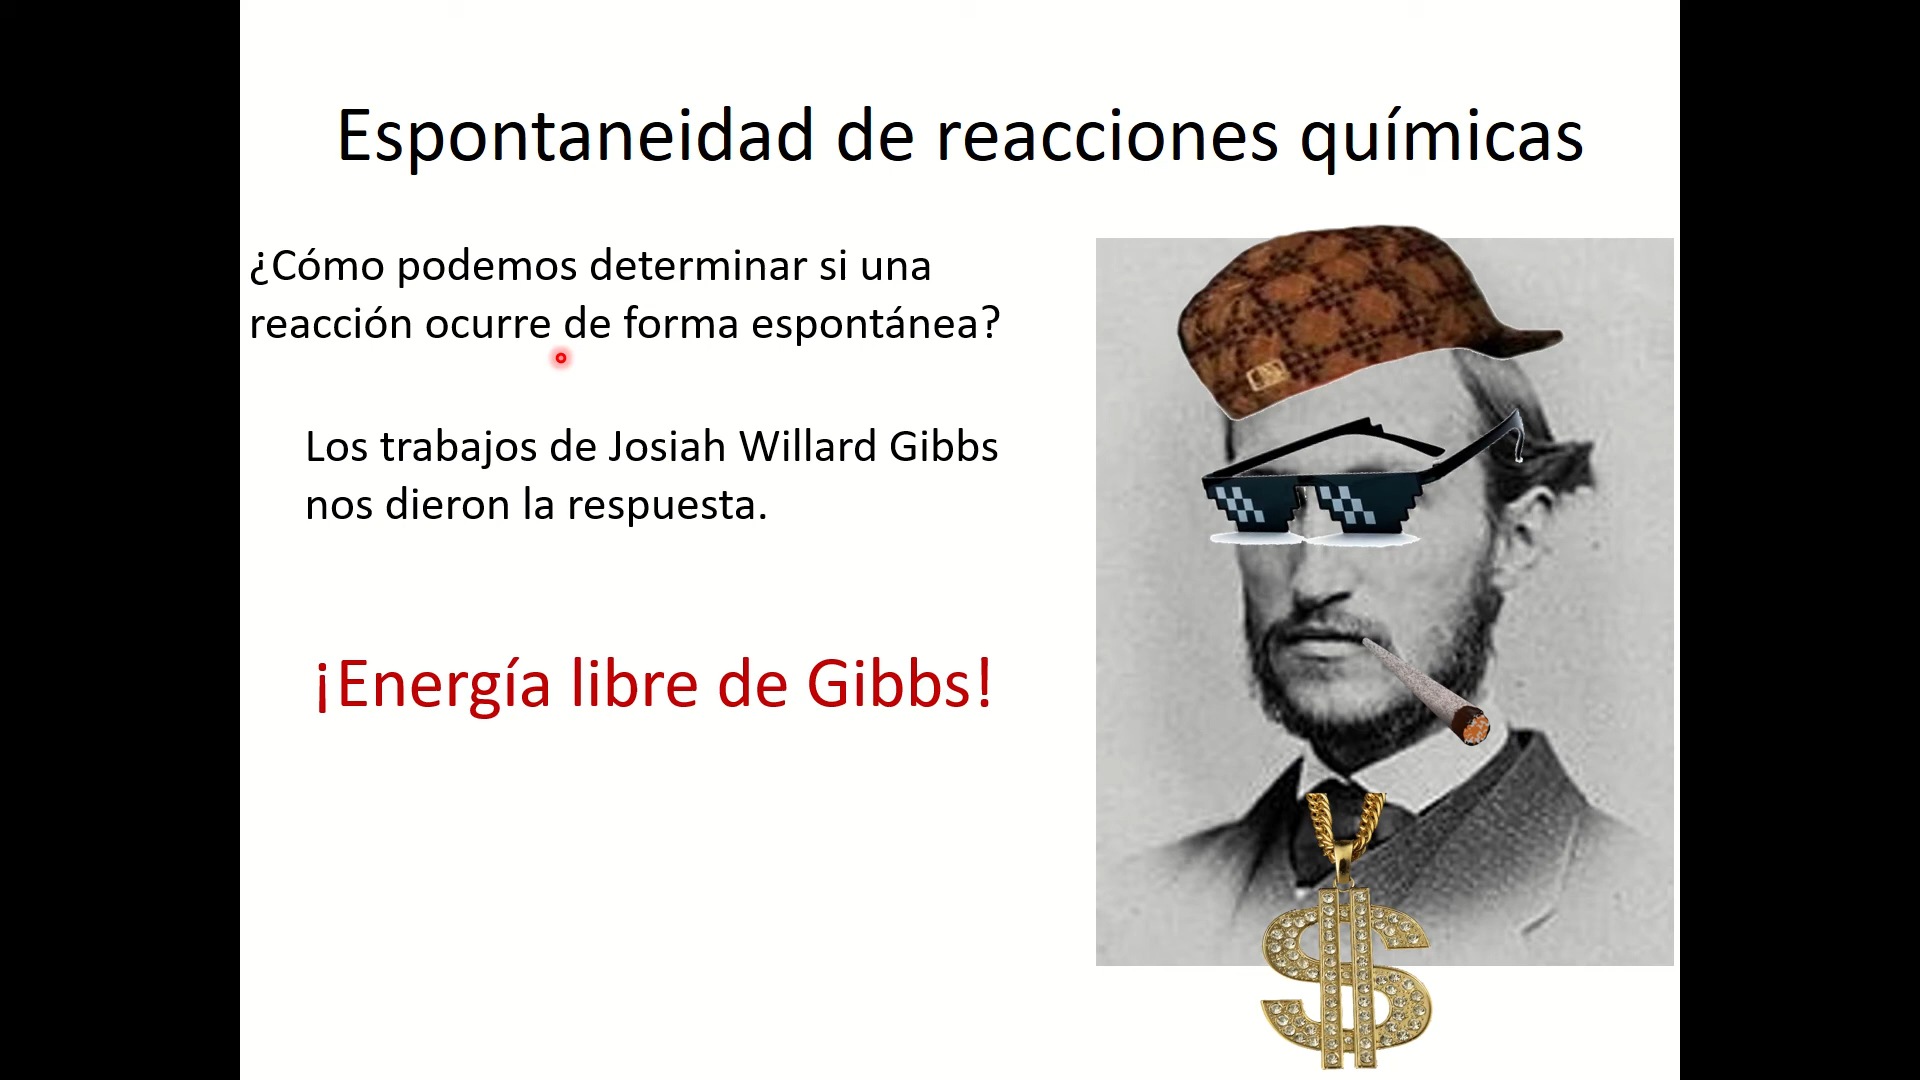 Espontaneidad de reacciones químicas
¿Cómo podemos determinar si una
reacción ocurre de forma espontánea?
Los trabajos de Josiah Willard Gibbs
nos dieron la respuesta.
¡Energía libre de Gibbs!